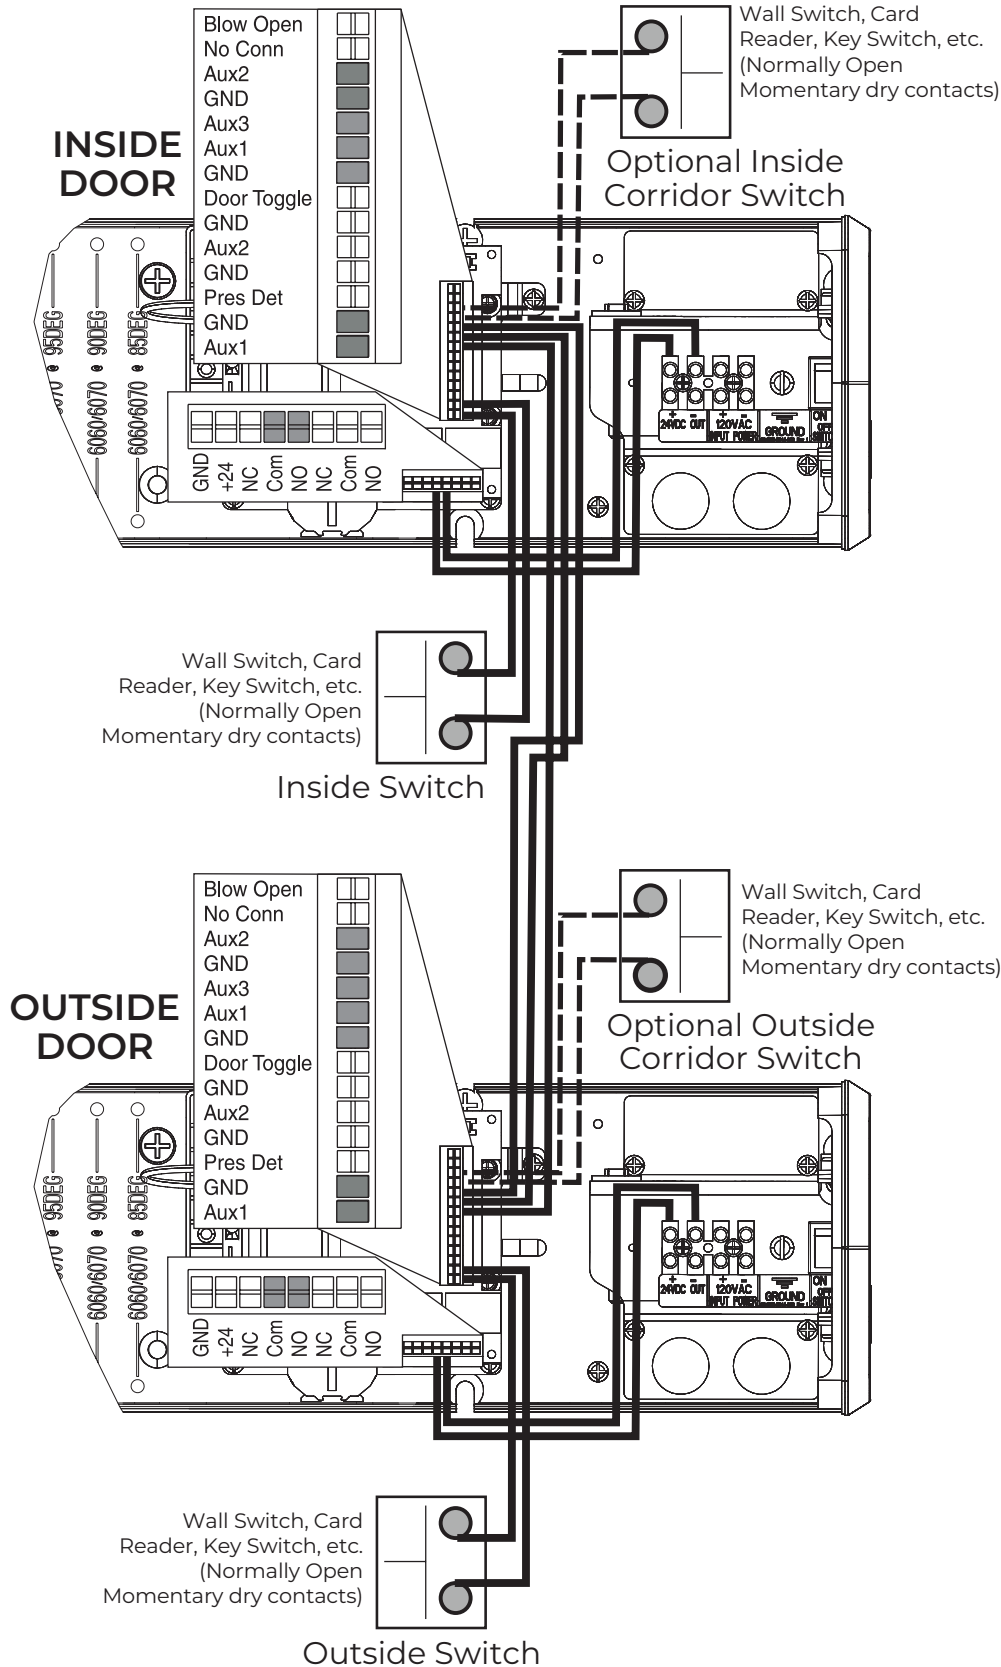 Blow Open
No Conn
Aux2
GND
Aux3
Aux1
GND
Door Toggle
GND
Aux2
GND
Pres Det
GND
Aux1
INSIDE
DOOR
Wall Switch, Card
Reader, Key Switch, etc.
(Normally Open
Momentary dry contacts)
Optional Inside
Corridor Switch
95DEG
90DEG
6060/6070
85DEG
6060/6070
GND
+24
NC
Com
NO
NC
Com
NO
+ -
24VDC OUT
+ -
120VAC
INPUT POWER
GROUND
ON
Wall Switch, Card
Reader, Key Switch, etc.
(Normally Open
Momentary dry contacts)
Inside Switch
Blow Open
No Conn
Aux2
GND
Aux3
Aux1
GND
Door Toggle
GND
Aux2
GND
Pres Det
GND
Aux1
OUTSIDE
DOOR
Wall Switch, Card
Reader, Key Switch, etc.
(Normally Open
Momentary dry contacts)
Optional Outside
Corridor Switch
95DEG
90DEG
6060/6070
85DEG
6060/6070
GND
+24
NC
Com
NO
NC
Com
NO
+ -
24VDC OUT
+ -
120VAC
INPUT POWER
GROUND
ON
Wall Switch, Card
Reader, Key Switch, etc.
(Normally Open
Momentary dry contacts)
Outside Switch